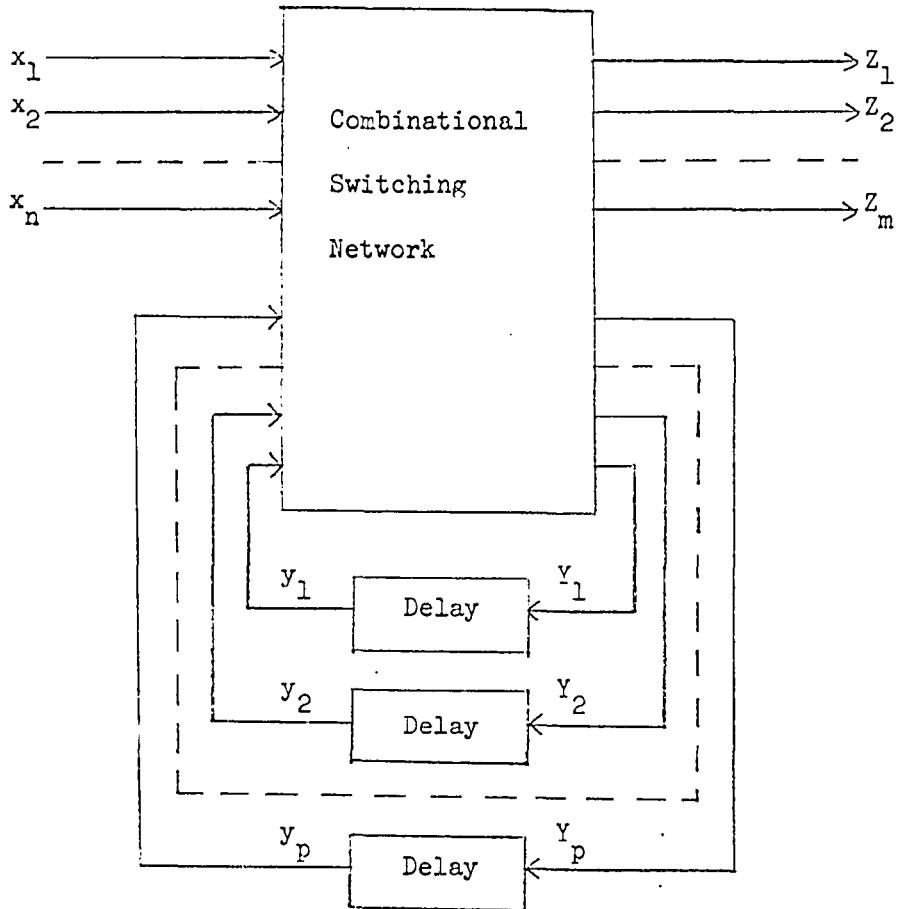 x₁ Z₁
x₂ Combinational Z₂
Switching
xₙ Zₘ
Network
y₁ Delay Y₁
y₂ Delay Y₂
yₚ Delay Yₚ